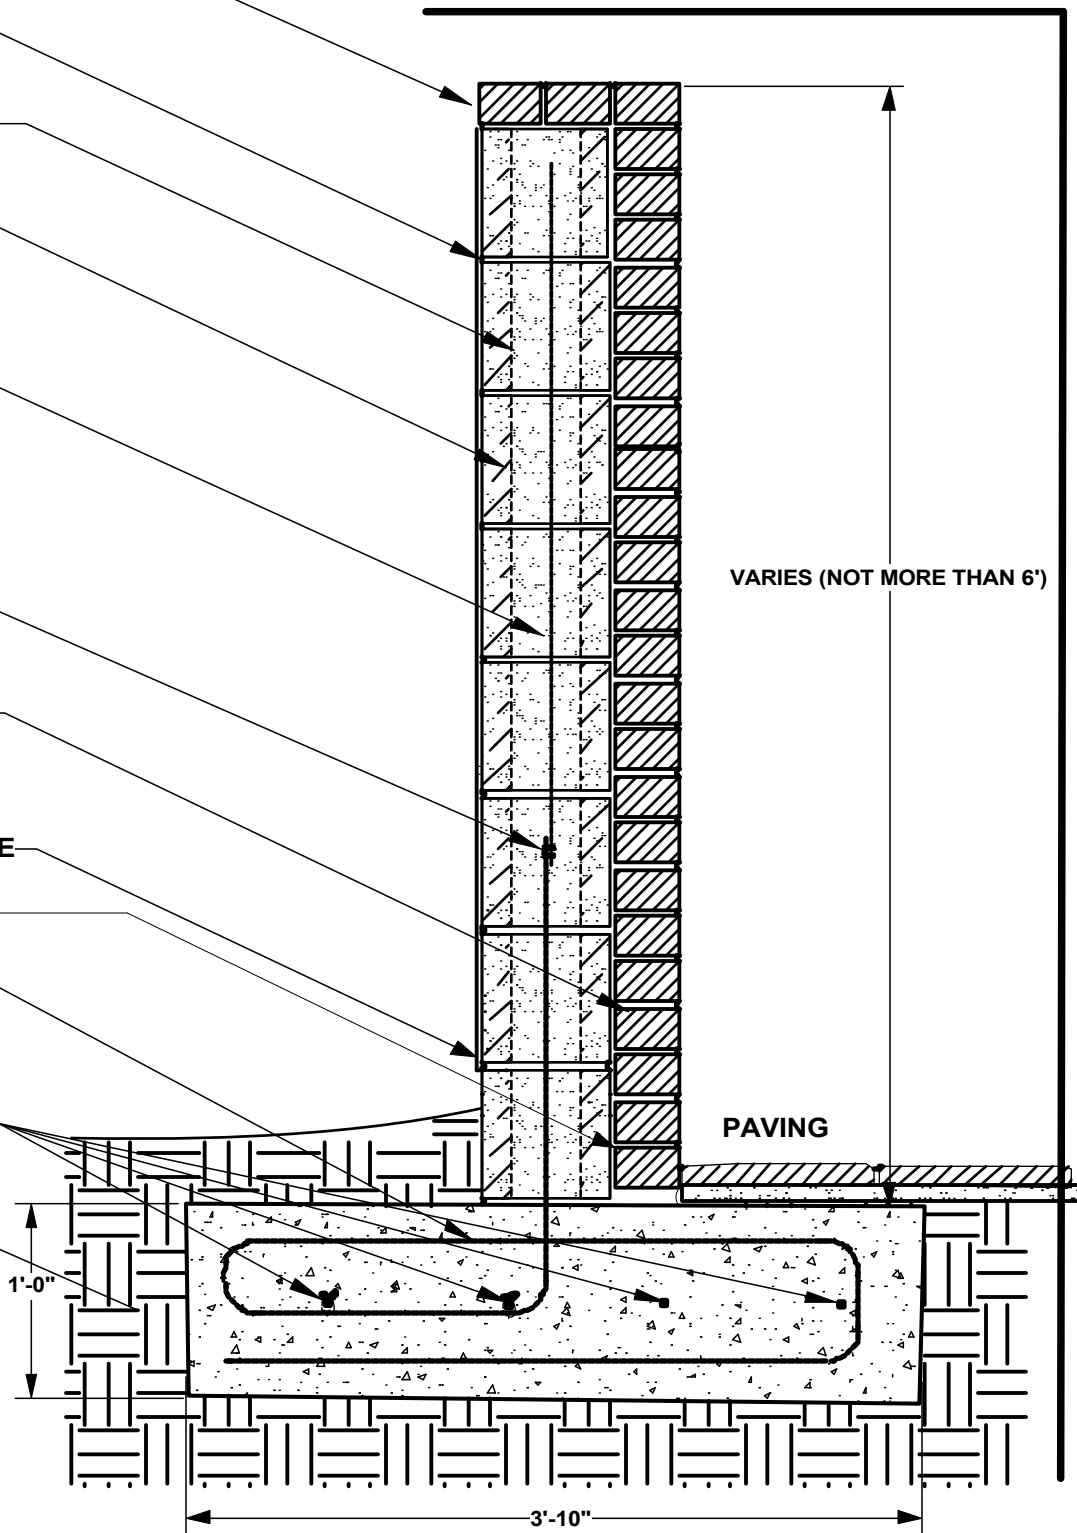 VARIES (NOT MORE THAN 6')
E
PAVING
1'-0"
3'-10"